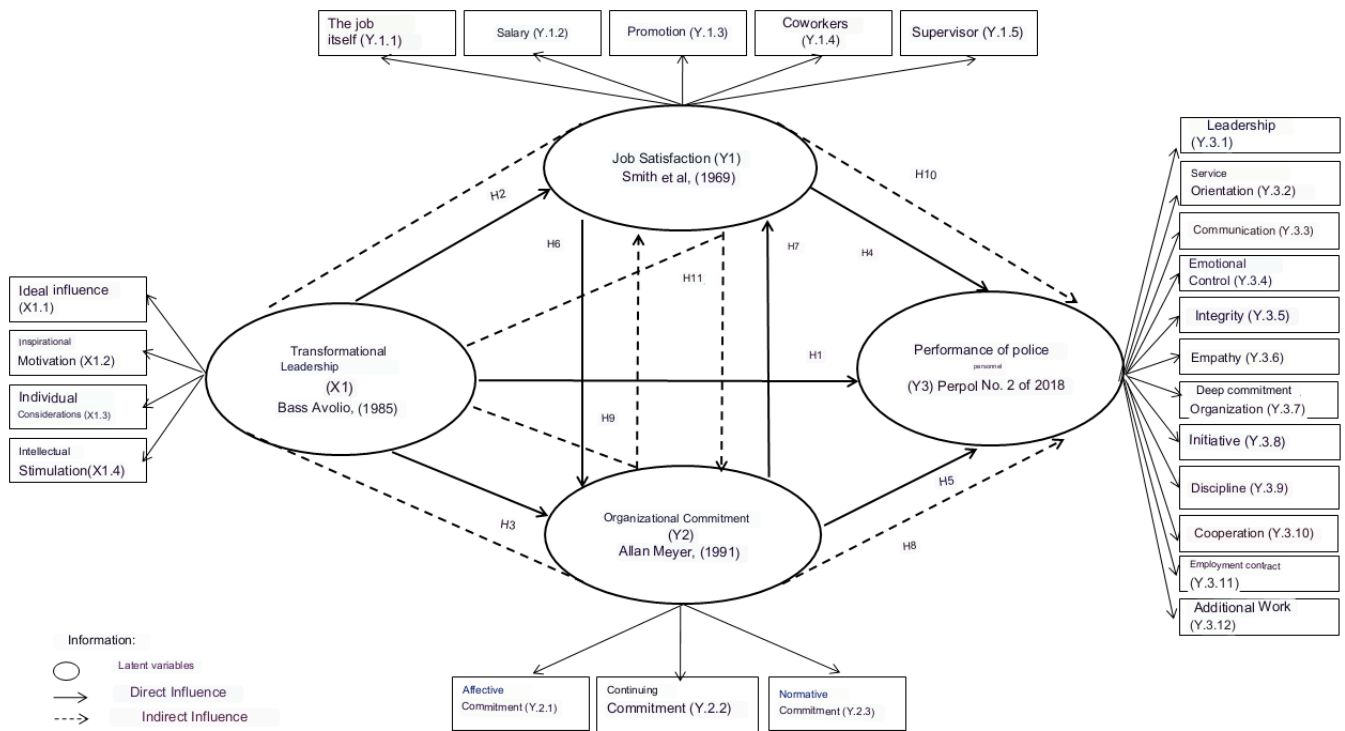 The job
itself (Y.1.1)
Salary (Y.1.2)
Promotion (Y.1.3)
Coworkers
(Y.1.4)
Supervisor (Y.1.5)
Job Satisfaction (Y1)
Smith et al, (1969)
H2
H10
H6
H7
H4
H11
H1
H9
H3
H5
H8
Ideal influence
(X1.1)
Inspirational
Motivation (X1.2)
Individual
Considerations (X1.3)
Intellectual
Stimulation(X1.4)
Transformational
Leadership
(X1)
Bass Avolio, (1985)
Performance of police
personnel
(Y3) Perpol No. 2 of 2018
Organizational Commitment
(Y2)
Allan Meyer, (1991)
Leadership
(Y.3.1)
Service
Orientation (Y.3.2)
Communication (Y.3.3)
Emotional
Control (Y.3.4)
Integrity (Y.3.5)
Empathy (Y.3.6)
Deep commitment
Organization (Y.3.7)
Initiative (Y.3.8)
Discipline (Y.3.9)
Cooperation (Y.3.10)
Employment contract
(Y.3.11)
Additional Work
(Y.3.12)
Affective
Commitment (Y.2.1)
Continuing
Commitment (Y.2.2)
Normative
Commitment (Y.2.3)
Information:
Latent variables
Direct Influence
Indirect Influence